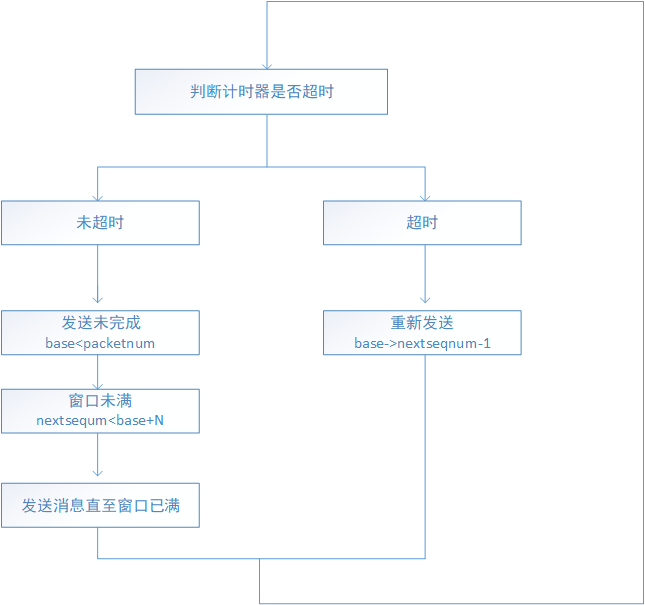 判断计时器是否超时
未超时
超时
发送未完成
base<packetnum
重新发送
base->nextseqnum-1
窗口未满
nextsequm<base+N
发送消息直至窗口已满